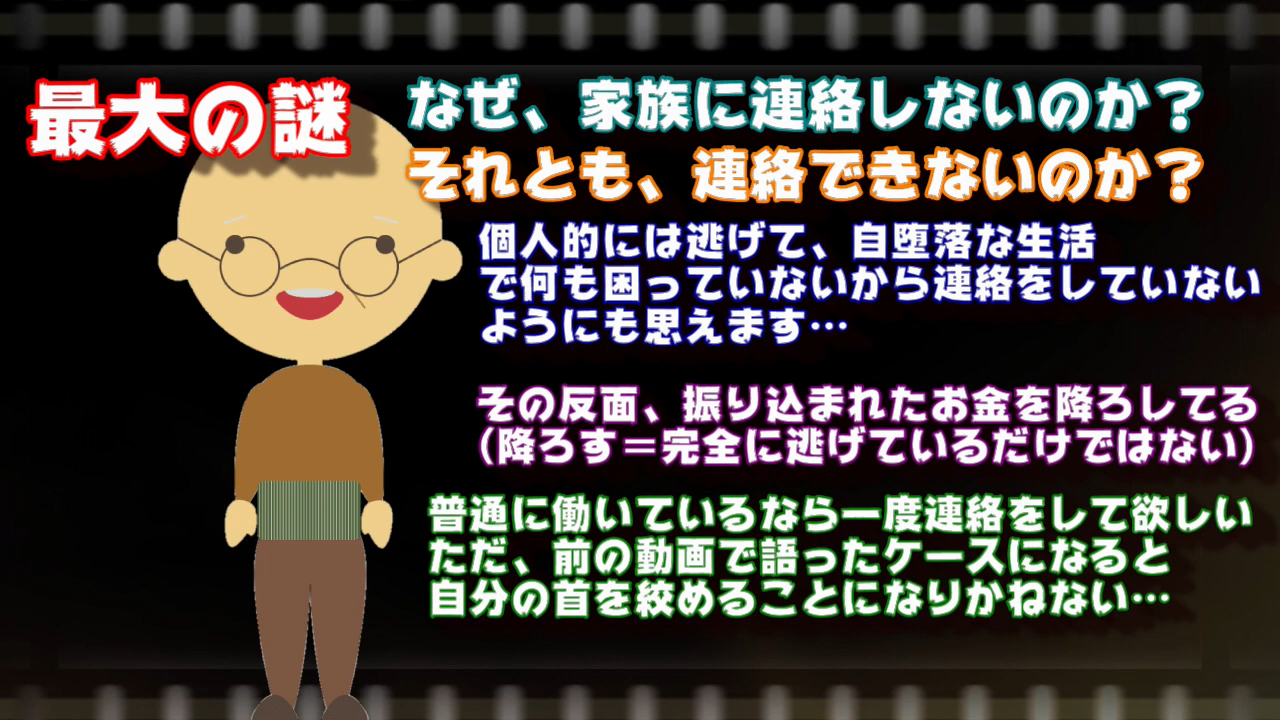 最大の謎
なぜ、家族に連絡しないのか？
それとも、連絡できないのか？
個人的には逃げて、自堕落な生活
で何も困っていないから連絡をしていない
ようにも思えます…
その反面、振り込まれたお金を降ろしてる
（降ろす＝完全に逃げているだけではない）
普通に働いているなら一度連絡をして欲しい
ただ、前の動画で語ったケースになると
自分の首を絞めることになりかねない…